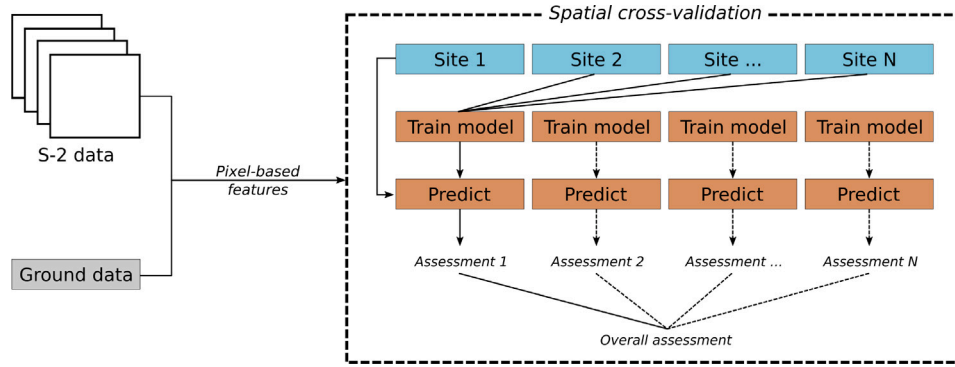 Spatial cross-validation
Site 1
Site 2
Site ...
Site N
S-2 data
Train model
Train model
Train model
Train model
Pixel-based
features
Predict
Predict
Predict
Predict
Ground data
Assessment 1
Assessment 2
Assessment ...
Assessment N
Overall assessment